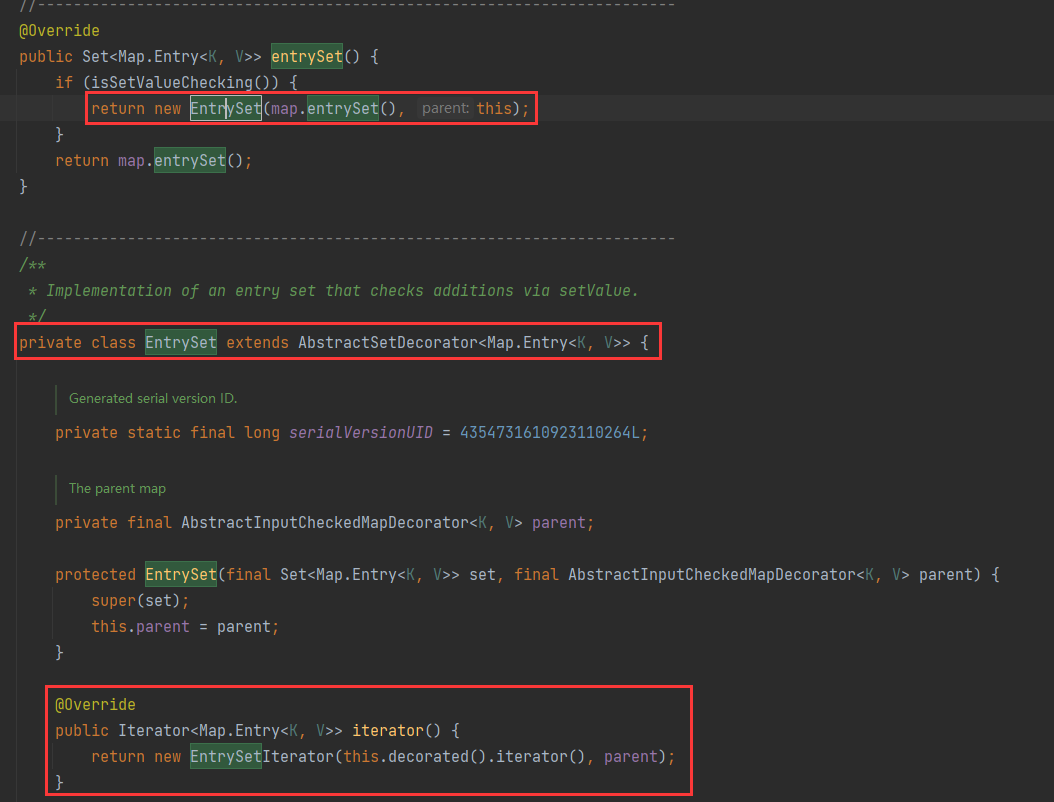 //-----------------------------------------------------------------------
@Override
public Set<Map.Entry<K, V>> entrySet() {
if (isSetValueChecking()) {
return new EntrySet(map.entrySet(), parent: this);
}
return map.entrySet();
}
//-----------------------------------------------------------------------
/**
* Implementation of an entry set that checks additions via setValue.
*/
private class EntrySet extends AbstractSetDecorator<Map.Entry<K, V>> {
Generated serial version ID.
private static final long serialVersionUID = 4354731610923110264L;
The parent map
private final AbstractInputCheckedMapDecorator<K, V> parent;
protected EntrySet(final Set<Map.Entry<K, V>> set, final AbstractInputCheckedMapDecorator<K, V> parent) {
super(set);
this.parent = parent;
}
@Override
public Iterator<Map.Entry<K, V>> iterator() {
return new EntrySetIterator(this.decorated().iterator(), parent);
}